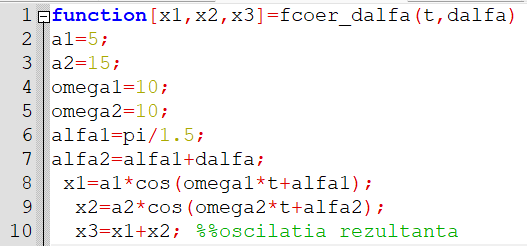 1 function[x1,x2,x3]=fcoer_dalfa(t,dalfa)
2 a1=5;
3 a2=15;
4 omega1=10;
5 omega2=10;
6 alfa1=pi/1.5;
7 alfa2=alfa1+dalfa;
8 x1=a1*cos(omega1*t+alfa1);
9 x2=a2*cos(omega2*t+alfa2);
10 x3=x1+x2; %%oscilatia rezultanta